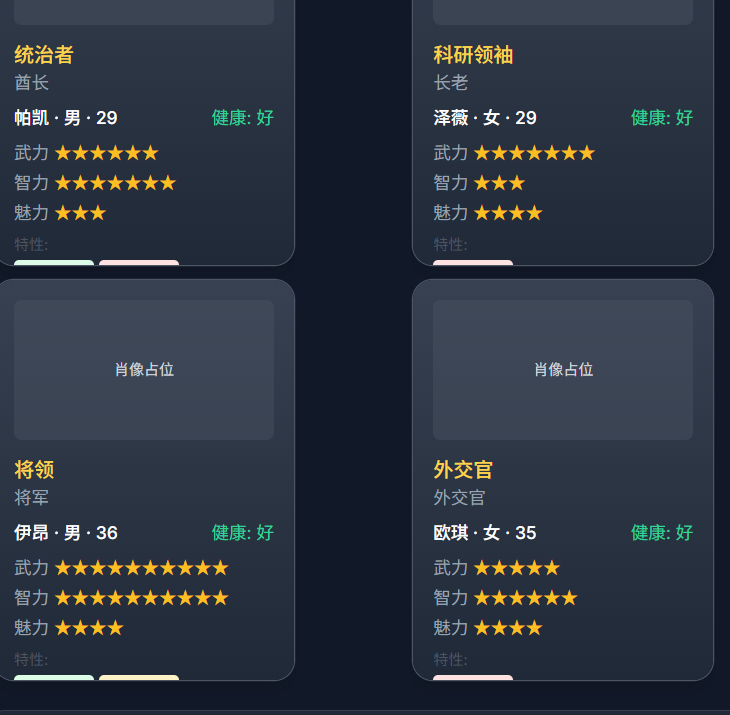 统治者
酋长
帕凯 · 男 · 29 健康: 好
武力 ★★★★★★
智力 ★★★★★★★
魅力 ★★★
特性:
科研领袖
长老
泽薇 · 女 · 29 健康: 好
武力 ★★★★★★★
智力 ★★★
魅力 ★★★★
特性:
肖像占位
将领
将军
伊昂 · 男 · 36 健康: 好
武力 ★★★★★★★★★★
智力 ★★★★★★★★★★
魅力 ★★★★
特性:
肖像占位
外交官
外交官
欧琪 · 女 · 35 健康: 好
武力 ★★★★★
智力 ★★★★★★
魅力 ★★★★
特性: